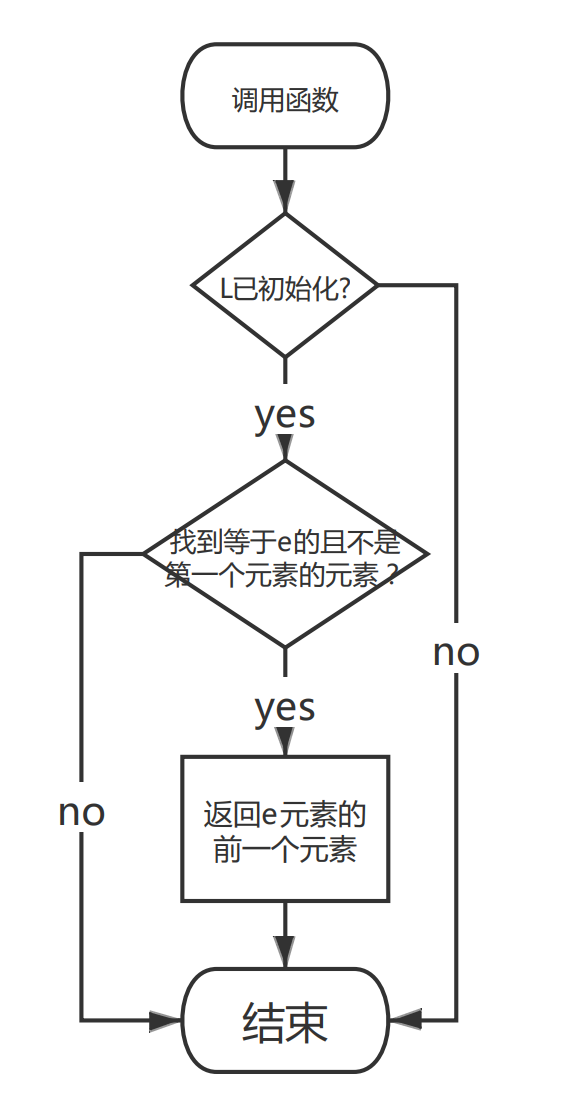 调用函数
L已初始化?
yes
找到等于e的且不是
第一个元素的元素？
no
yes
返回e元素的
前一个元素
no
结束